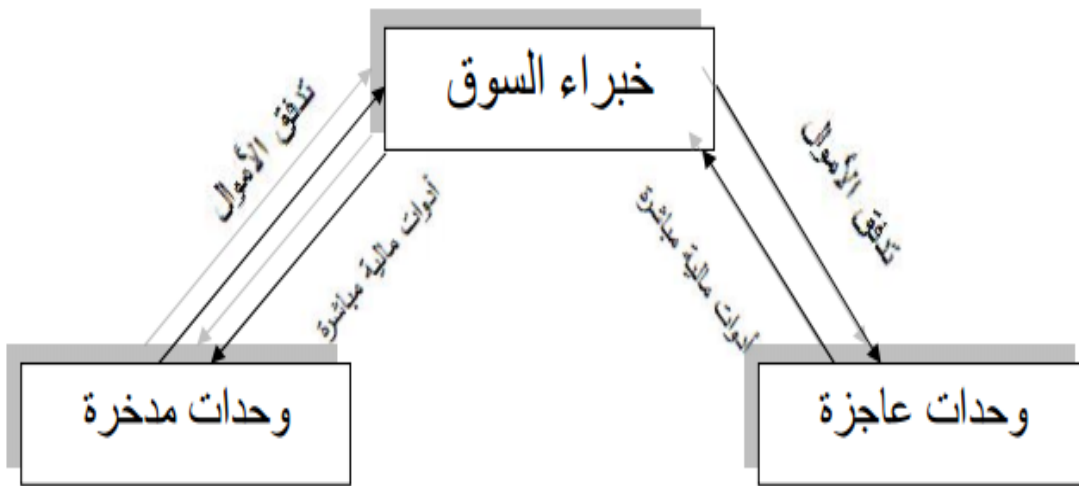 خبراء السوق
تدفق الأموال
تدفق الأموال
أدوات مالية مباشرة
أدوات مالية مباشرة
وحدات عاجزة
وحدات مدخرة